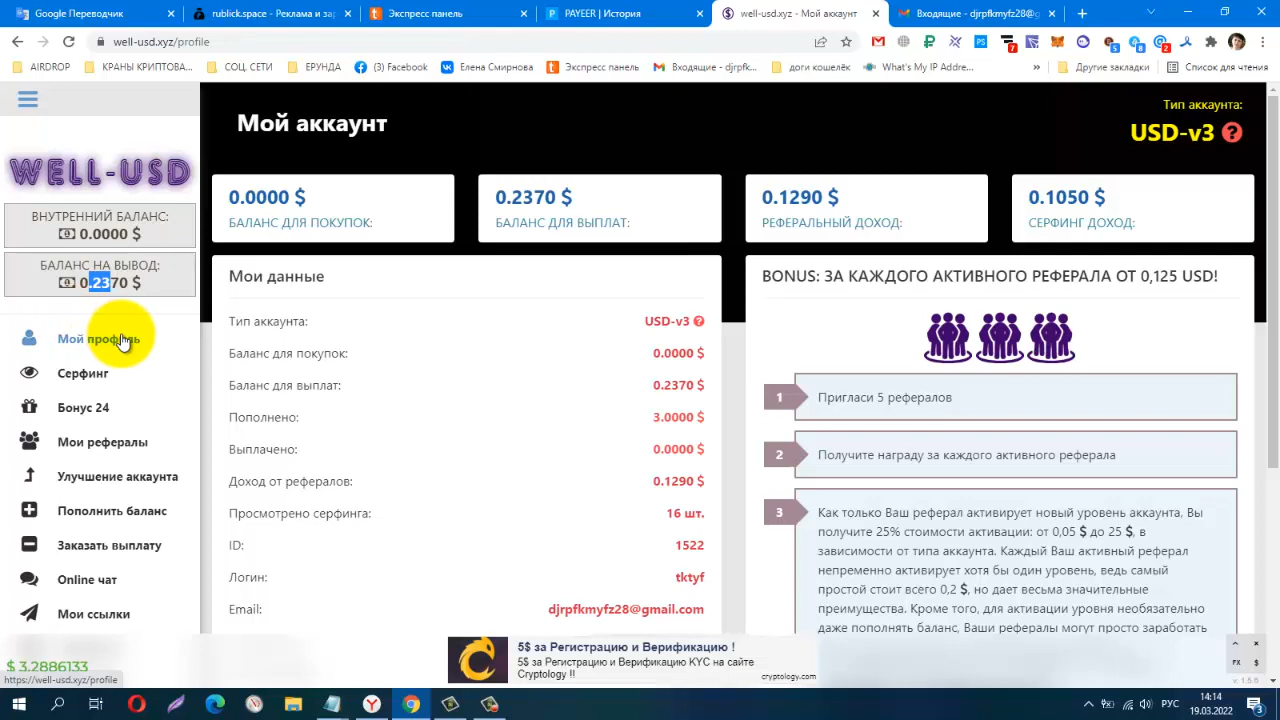 Google Переводчик
rublick.space - Реклама и за
Экспресс панель
PAYEER | История
well-usd.xyz - Мой аккаунт
Входящие - djrpfkmyfz28@g
well-usd.xyz/profile
AIRDROP
КРАНЫ КРИПТОВА...
СОЦ. СЕТИ
ЕРУНДА
(3) Facebook
Елена Смирнова
Экспресс панель
Входящие - djrpfk...
доги кошелёк
What's My IP Addre...
»
Другие закладки
Список для чтения
Мой аккаунт
Тип аккаунта:
USD-v3
WELL-USD
ВНУТРЕННИЙ БАЛАНС:
0.0000 $
БАЛАНС НА ВЫВОД:
0.2370 $
0.0000 $
БАЛАНС ДЛЯ ПОКУПОК:
0.2370 $
БАЛАНС ДЛЯ ВЫПЛАТ:
0.1290 $
РЕФЕРАЛЬНЫЙ ДОХОД:
0.1050 $
СЕРФИНГ ДОХОД:
Мой профиль
Серфинг
Бонус 24
Мои рефералы
Улучшение аккаунта
Пополнить баланс
Заказать выплату
Online чат
Мои ссылки
Мои данные
Тип аккаунта: USD-v3
Баланс для покупок: 0.0000 $
Баланс для выплат: 0.2370 $
Пополнено: 3.0000 $
Выплачено: 0.0000 $
Доход от рефералов: 0.1290 $
Просмотрено серфинга: 16 шт.
ID: 1522
Логин: tktyf
Email: djrpfkmyfz28@gmail.com
BONUS: ЗА КАЖДОГО АКТИВНОГО РЕФЕРАЛА ОТ 0,125 USD!
1 Пригласи 5 рефералов
2 Получите награду за каждого активного реферала
3 Как только Ваш реферал активирует новый уровень аккаунта, Вы
получите 25% стоимости активации: от 0,05 $ до 25 $, в
зависимости от типа аккаунта. Каждый Ваш активный реферал
непременно активирует хотя бы один уровень, ведь самый
простой стоит всего 0,2 $, но дает весьма значительные
преимущества. Кроме того, для активации уровня необязательно
даже пополнять баланс, Ваши рефералы могут просто заработать
$ 3.2886133
https://well-usd.xyz/profile
5$ за Регистрацию и Верификацию !
5$ за Регистрацию и Верификацию KYC на сайте
Cryptology !!
cryptology.com
FX $
v: 1.5.6
РУС
14:14
19.03.2022